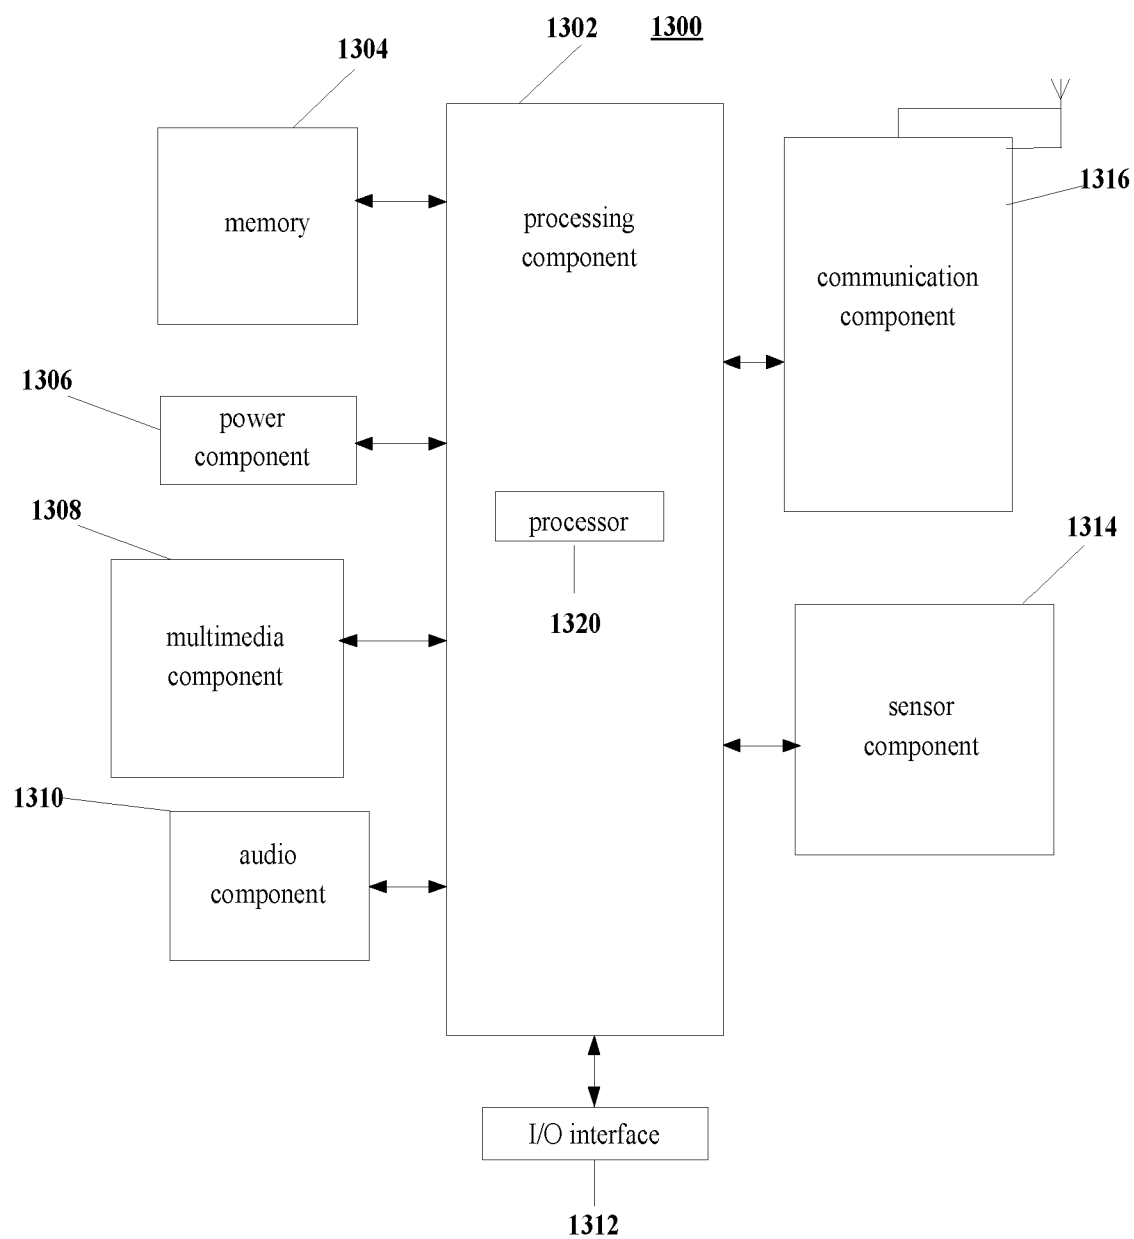 1302
1300
1304
memory
processing
component
1316
communication
component
1306
power
component
1308
processor
1314
1320
multimedia
component
sensor
component
1310
audio
component
I/O interface
1312